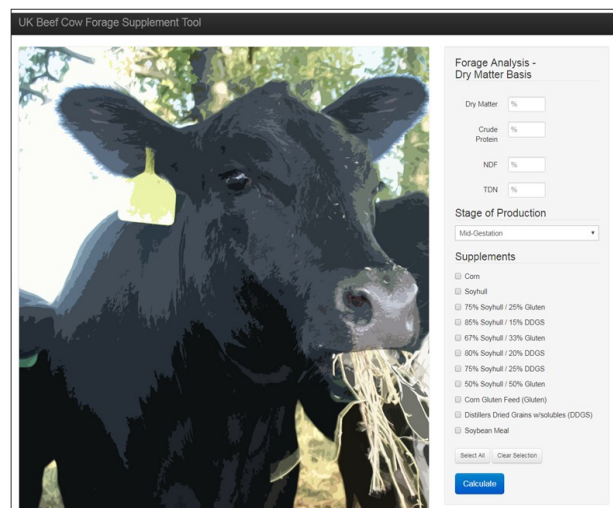 UK Beef Cow Forage Supplement Tool
Forage Analysis -
Dry Matter Basis
Dry Matter %
Crude
Protein %
NDF %
TDN %
Stage of Production
Mid-Gestation
Supplements
Corn
Soyhull
75% Soyhull / 25% Gluten
85% Soyhull / 15% DDGS
67% Soyhull / 33% Gluten
80% Soyhull / 20% DDGS
75% Soyhull / 25% DDGS
50% Soyhull / 50% Gluten
Corn Gluten Feed (Gluten)
Distillers Dried Grains w/solubles (DDGS)
Soybean Meal
Select All Clear Selection
Calculate